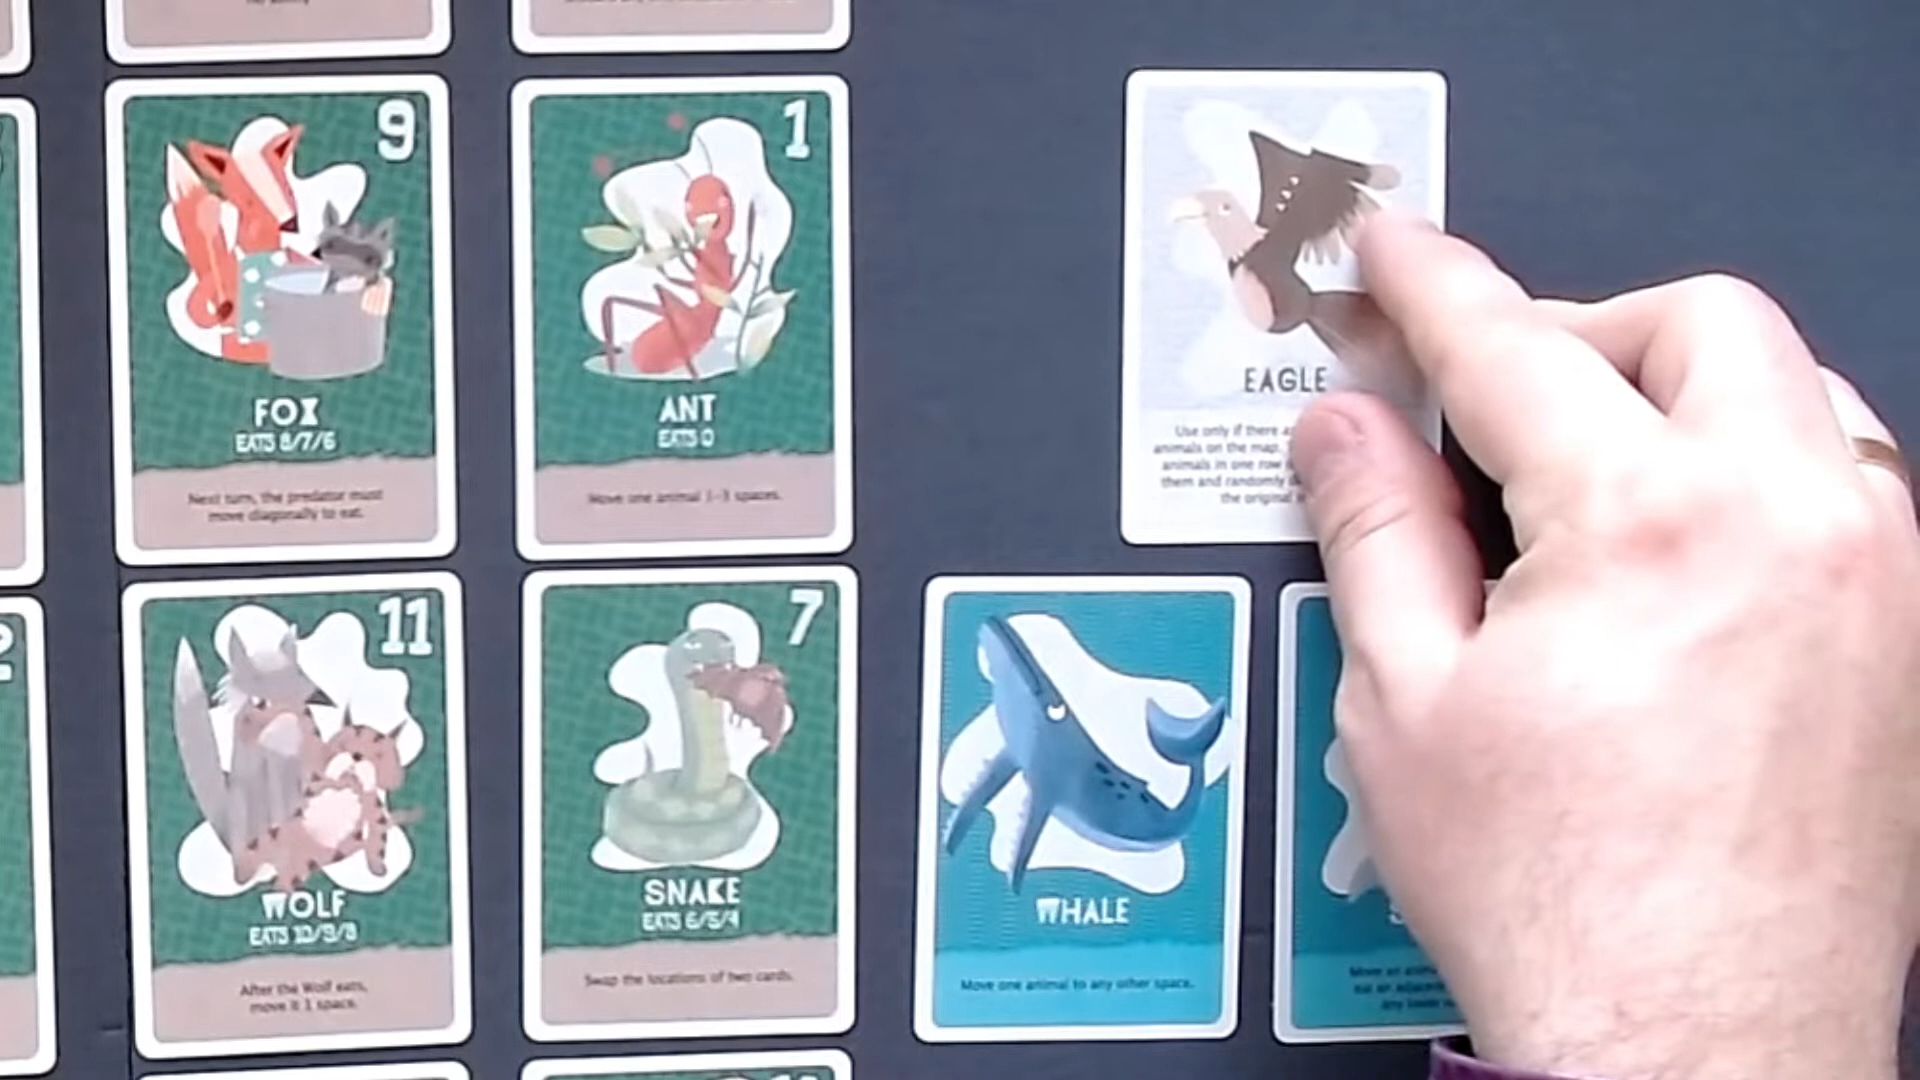 9
FOX
EATS 8/7/6
Next turn, the predator must
move diagonally to eat.
1
ANT
EATS 0
Move one animal 1-3 spaces.
EAGLE
Use only if there
animals on the map.
animals in one row
them and randomly
the original
2
11
WOLF
EATS 10/9/8
After the Wolf eats,
move it 1 space.
7
SNAKE
EATS 6/5/4
Swap the locations of two cards.
WHALE
Move one animal to any other space.
S
Move an